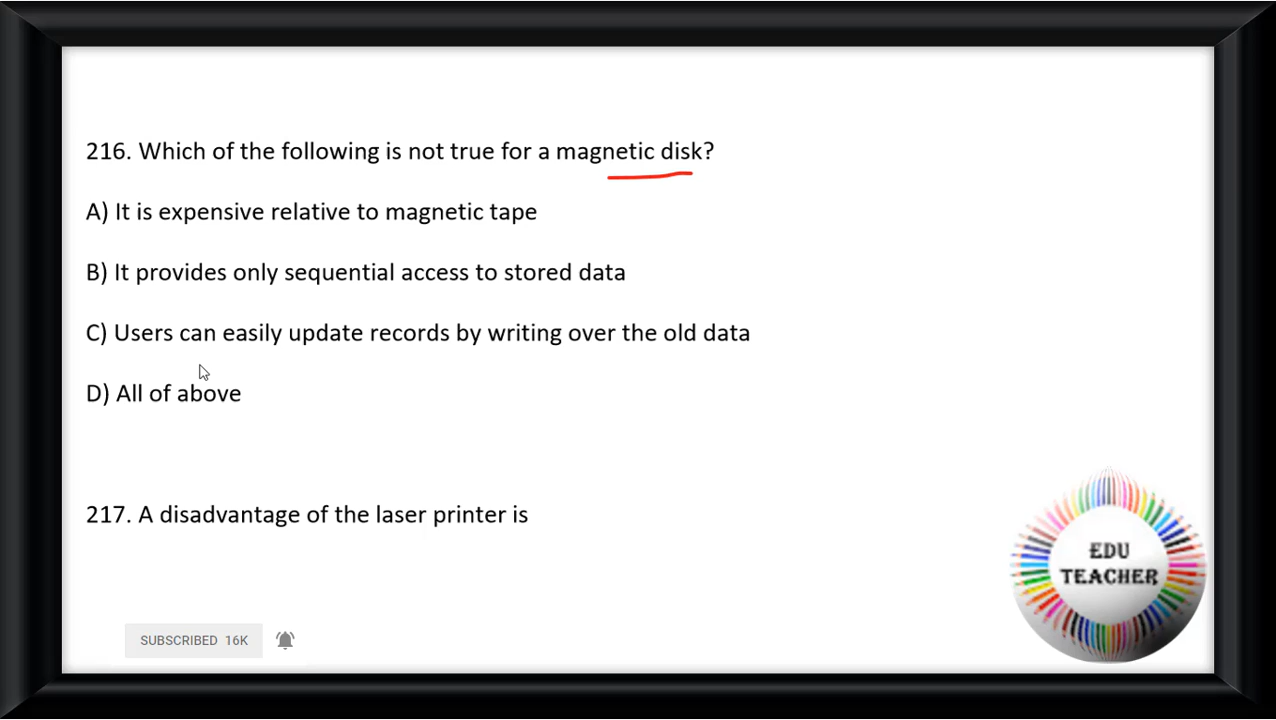 216. Which of the following is not true for a magnetic disk?
A) It is expensive relative to magnetic tape
B) It provides only sequential access to stored data
C) Users can easily update records by writing over the old data
D) All of above
217. A disadvantage of the laser printer is
EDU
TEACHER
SUBSCRIBED 16K